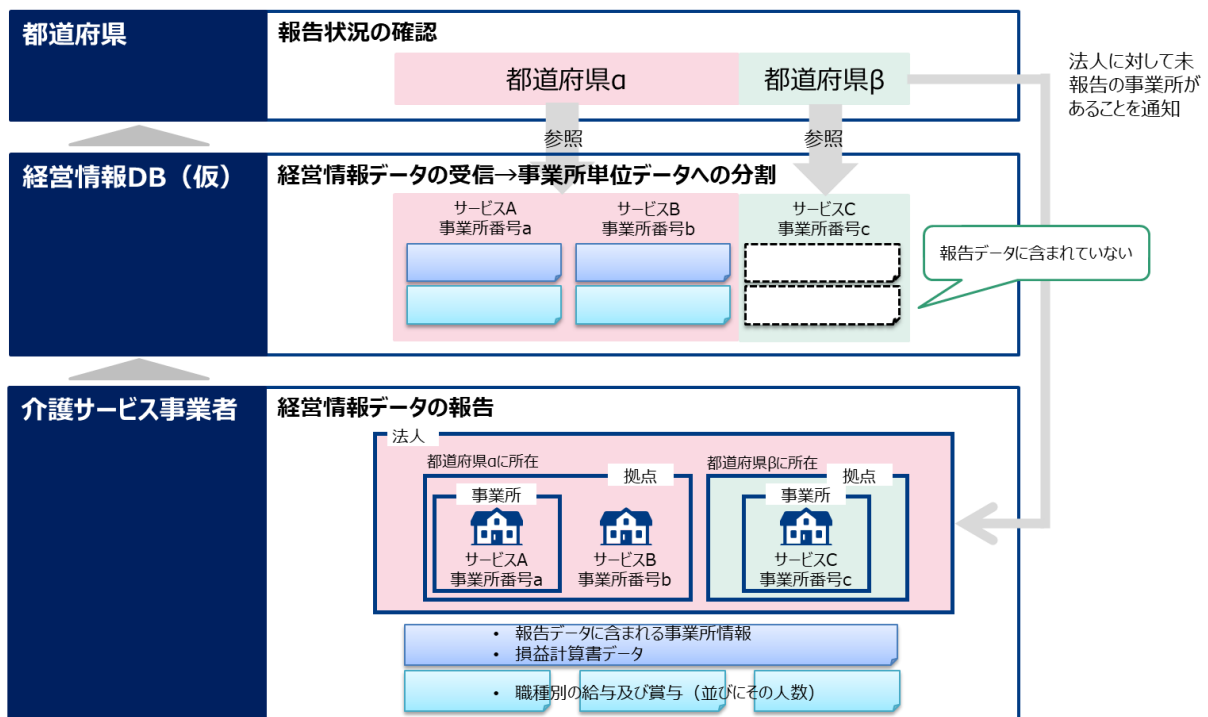 都道府県
報告状況の確認
都道府県α
都道府県β
法人に対して未
報告の事業所が
あることを通知
参照
参照
経営情報DB（仮）
経営情報データの受信→事業所単位データへの分割
サービスA
事業所番号a
サービスB
事業所番号b
サービスC
事業所番号c
報告データに含まれていない
介護サービス事業者
経営情報データの報告
法人
都道府県αに所在
拠点
事業所
サービスA
事業所番号a
サービスB
事業所番号b
都道府県βに所在
拠点
事業所
サービスC
事業所番号c
• 報告データに含まれる事業所情報
• 損益計算書データ
• 職種別の給与及び賞与（並びにその人数）